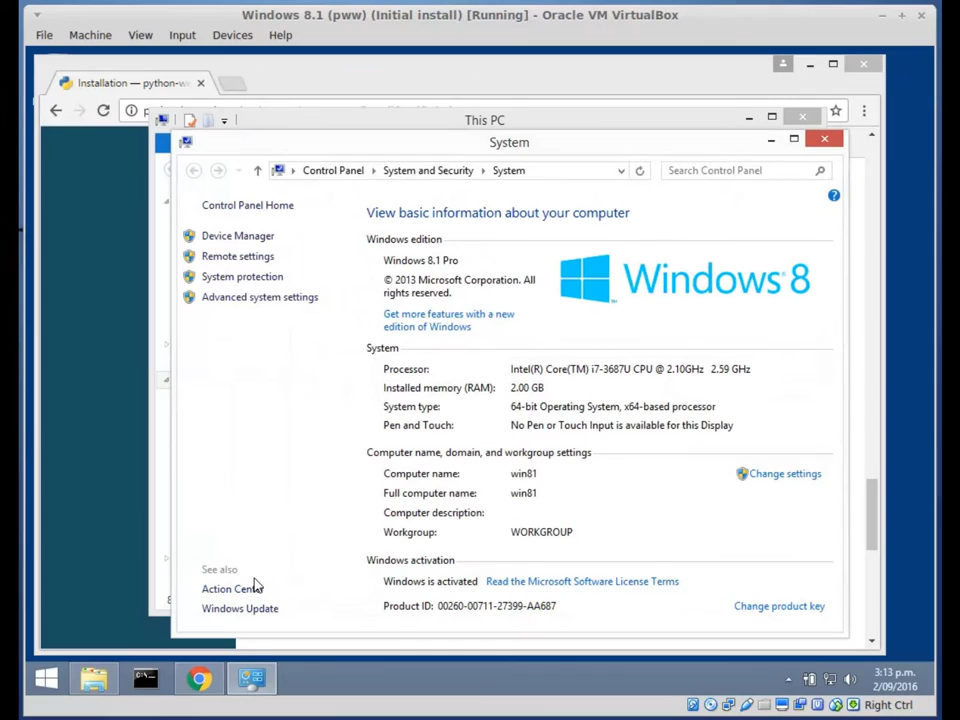 Windows 8.1 (pww) (Initial install) [Running] - Oracle VM VirtualBox
File Machine View Input Devices Help
Installation — python-wo
This PC
System
Control Panel System and Security System
Search Control Panel
Control Panel Home
Device Manager
Remote settings
System protection
Advanced system settings
See also
Action Center
Windows Update
View basic information about your computer
Windows edition
Windows 8.1 Pro
© 2013 Microsoft Corporation. All
rights reserved.
Get more features with a new
edition of Windows
Windows 8
System
Processor: Intel(R) Core(TM) i7-3687U CPU @ 2.10GHz 2.59 GHz
Installed memory (RAM): 2.00 GB
System type: 64-bit Operating System, x64-based processor
Pen and Touch: No Pen or Touch Input is available for this Display
Computer name, domain, and workgroup settings
Computer name: win81
Change settings
Full computer name: win81
Computer description:
Workgroup: WORKGROUP
Windows activation
Windows is activated Read the Microsoft Software License Terms
Product ID: 00260-00711-27399-AA687
Change product key
3:13 p.m.
2/09/2016
Right Ctrl